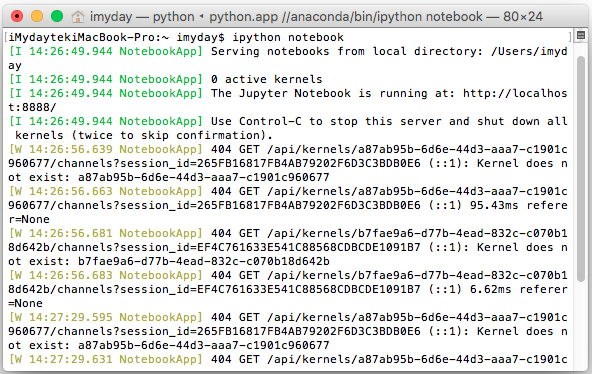 imyday — python • python.app //anaconda/bin/ipython notebook — 80×24
[iMydaytekiMacBook-Pro:~ imyday$ ipython notebook ]
[I 14:26:49.944 NotebookApp] Serving notebooks from local directory: /Users/imyd
ay
[I 14:26:49.944 NotebookApp] 0 active kernels
[I 14:26:49.944 NotebookApp] The Jupyter Notebook is running at: http://localhos
t:8888/
[I 14:26:49.944 NotebookApp] Use Control-C to stop this server and shut down all
 kernels (twice to skip confirmation).
[W 14:26:56.639 NotebookApp] 404 GET /api/kernels/a87ab95b-6d6e-44d3-aaa7-c1901c
960677/channels?session_id=265FB16817FB4AB79202F6D3C3BDB0E6 (::1): Kernel does n
ot exist: a87ab95b-6d6e-44d3-aaa7-c1901c960677
[W 14:26:56.663 NotebookApp] 404 GET /api/kernels/a87ab95b-6d6e-44d3-aaa7-c1901c
960677/channels?session_id=265FB16817FB4AB79202F6D3C3BDB0E6 (::1) 95.43ms refere
r=None
[W 14:26:56.681 NotebookApp] 404 GET /api/kernels/b7fae9a6-d77b-4ead-832c-c070b1
8d642b/channels?session_id=EF4C761633E541C88568CDBCDE1091B7 (::1): Kernel does n
ot exist: b7fae9a6-d77b-4ead-832c-c070b18d642b
[W 14:26:56.683 NotebookApp] 404 GET /api/kernels/b7fae9a6-d77b-4ead-832c-c070b1
8d642b/channels?session_id=EF4C761633E541C88568CDBCDE1091B7 (::1) 6.62ms referer
=None
[W 14:27:29.595 NotebookApp] 404 GET /api/kernels/a87ab95b-6d6e-44d3-aaa7-c1901c
960677/channels?session_id=265FB16817FB4AB79202F6D3C3BDB0E6 (::1): Kernel does n
ot exist: a87ab95b-6d6e-44d3-aaa7-c1901c960677
[W 14:27:29.631 NotebookApp] 404 GET /api/kernels/a87ab95b-6d6e-44d3-aaa7-c1901c